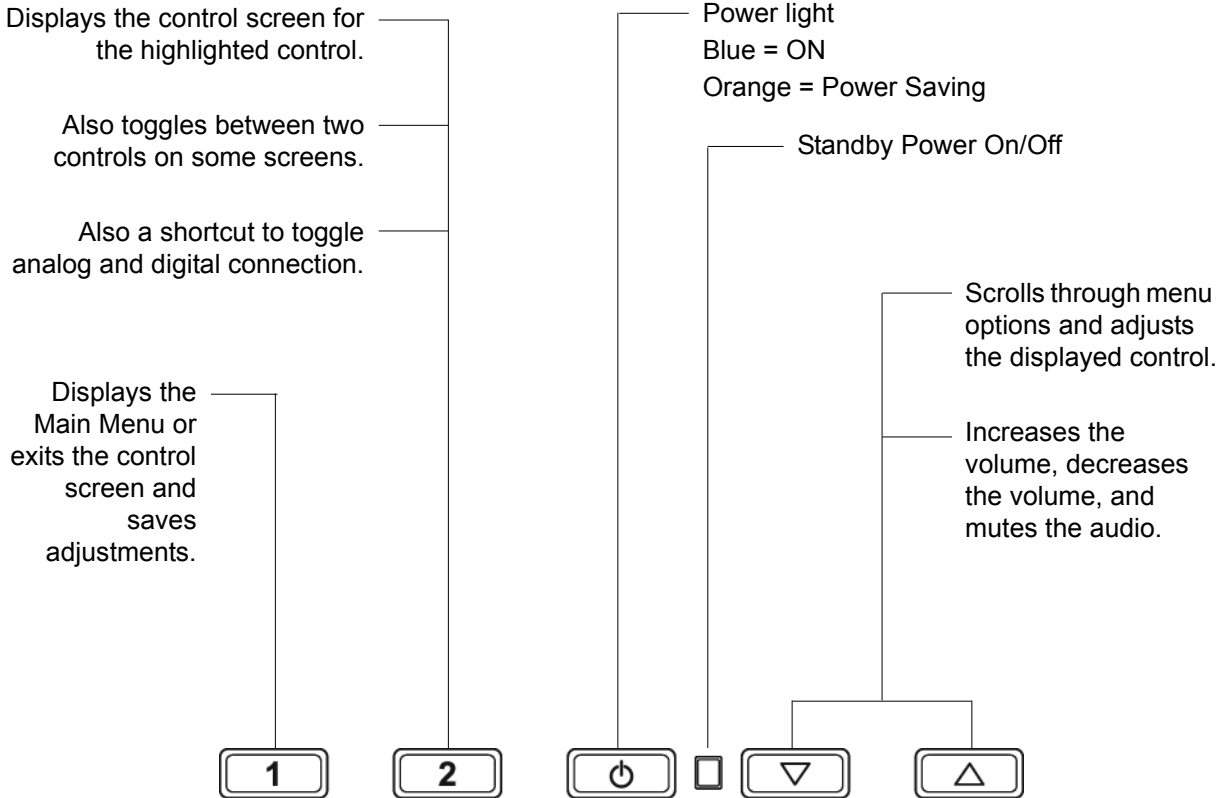 Displays the control screen for
the highlighted control.
Also toggles between two
controls on some screens.
Also a shortcut to toggle
analog and digital connection.
Displays the
Main Menu or
exits the control
screen and
saves
adjustments.
Power light
Blue = ON
Orange = Power Saving
Standby Power On/Off
Scrolls through menu
options and adjusts
the displayed control.
Increases the
volume, decreases
the volume, and
mutes the audio.
1
2